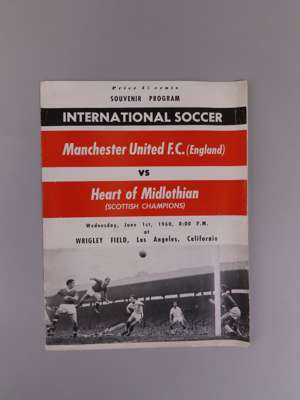 Price 25 cents
SOUVENIR PROGRAM
INTERNATIONAL SOCCER
Manchester United F.C. (England)
VS
Heart of Midlothian
(SCOTTISH CHAMPIONS)
Wednesday, June 1st, 1960, 8:00 P.M.
at
WRIGLEY FIELD, Los Angeles, California